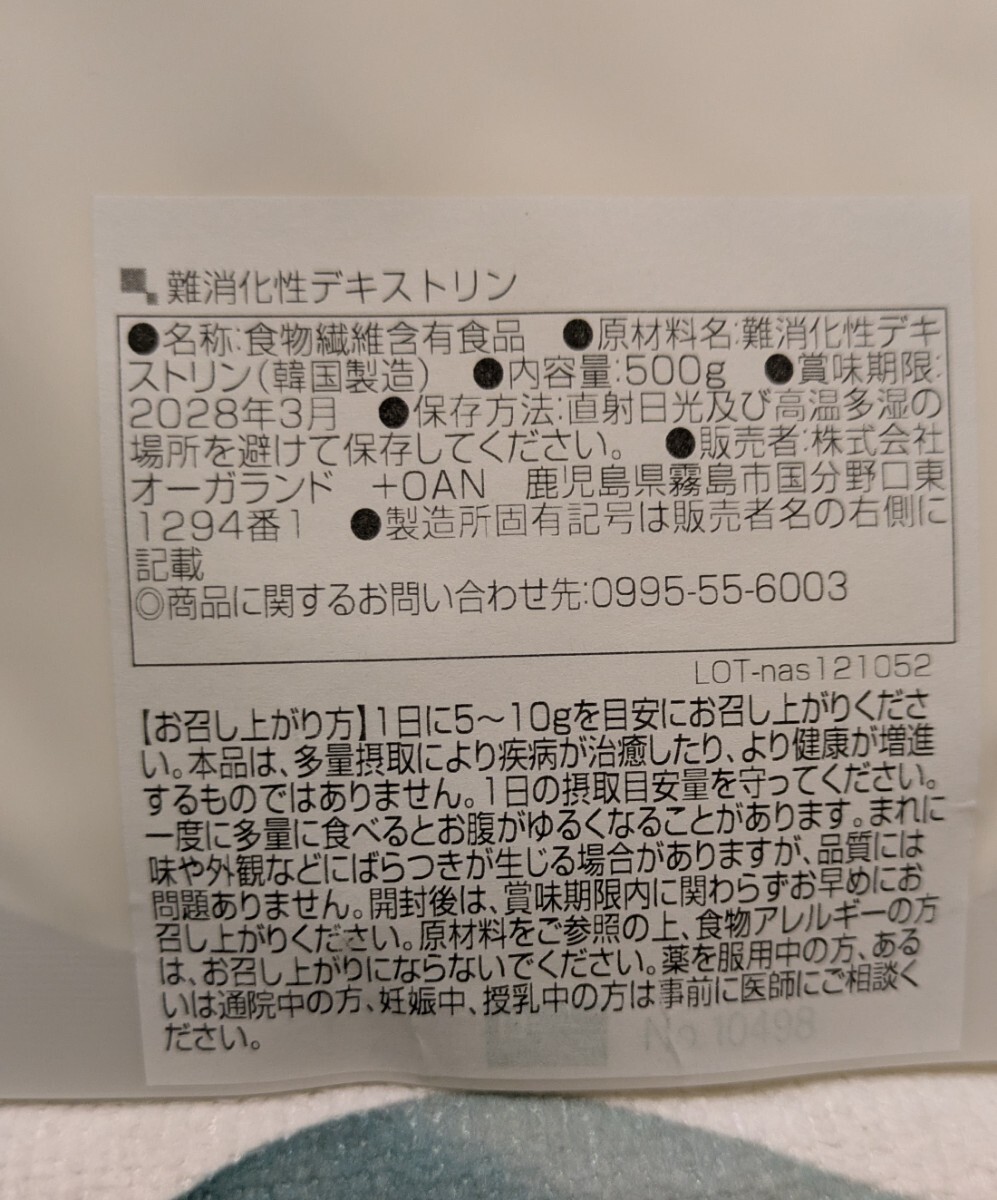 難消化性デキストリン
●名称:食物繊維含有食品 ●原材料名:難消化性デキ
ストリン(韓国製造) ●内容量:500g ●賞味期限:
2028年3月 ●保存方法:直射日光及び高温多湿の
場所を避けて保存してください。 ●販売者:株式会社
オーガランド +OAN 鹿児島県霧島市国分野口東
1294番1 ●製造所固有記号は販売者名の右側に
記載
◎商品に関するお問い合わせ先:0995-55-6003
LOT-nas121052
【お召し上がり方】1日に5〜10gを目安にお召し上がりくださ
い。本品は、多量摂取により疾病が治癒したり、より健康が増進
するものではありません。1日の摂取目安量を守ってください。
一度に多量に食べるとお腹がゆるくなることがあります。まれに
味や外観などにばらつきが生じる場合がありますが、品質には
問題ありません。開封後は、賞味期限内に関わらずお早めにお
召し上がりください。原材料をご参照の上、食物アレルギーの方
は、お召し上がりにならないでください。薬を服用中の方、ある
いは通院中の方、妊娠中、授乳中の方は事前に医師にご相談く
ださい。
No.10498